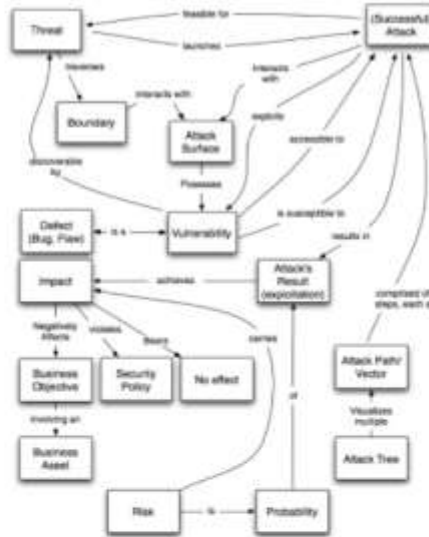 feasible for
Threat
(Successful)
Attack
launches
traverses
Interacts
with
Boundary
interacts with
Attack
Surface
exploits
accessible to
discoverable
by
Possesses
is susceptible to
Defect
(Bug, Flaw)
is a
Vulnerability
results in
Impact
achieves
Attack's
Result
(exploitation)
comprised of
steps, each a
Negatively
Affects
violates
Bears
carries
Business
Objective
Security
Policy
No effect
of
Attack Path/
Vector
Involving an
Visualizes
multiple
Business
Asset
Attack Tree
Risk
is
Probability